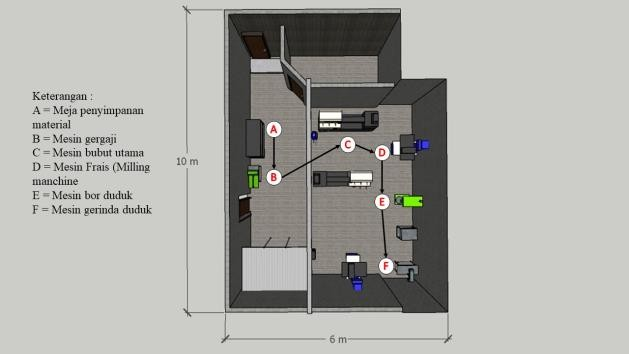 Keterangan :
A = Meja penyimpanan
material
B = Mesin gergaji
C = Mesin bubut utama
D = Mesin Frais (Milling
manchine
E = Mesin bor duduk
F = Mesin gerinda duduk
10 m
A
B
C
D
E
F
6 m